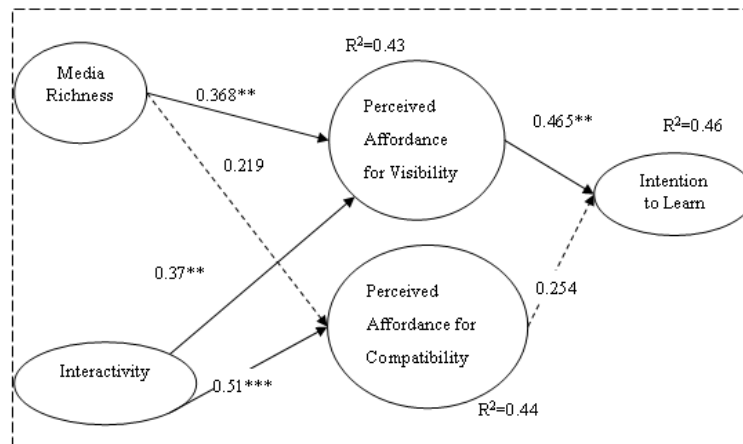 R²=0.43
Media
Richness
0.368**
Perceived
Affordance
for Visibility
0.465**
R²=0.46
0.219
Intention
to Learn
0.37**
Perceived
Affordance for
Compatibility
0.254
Interactivity
0.51***
R²=0.44